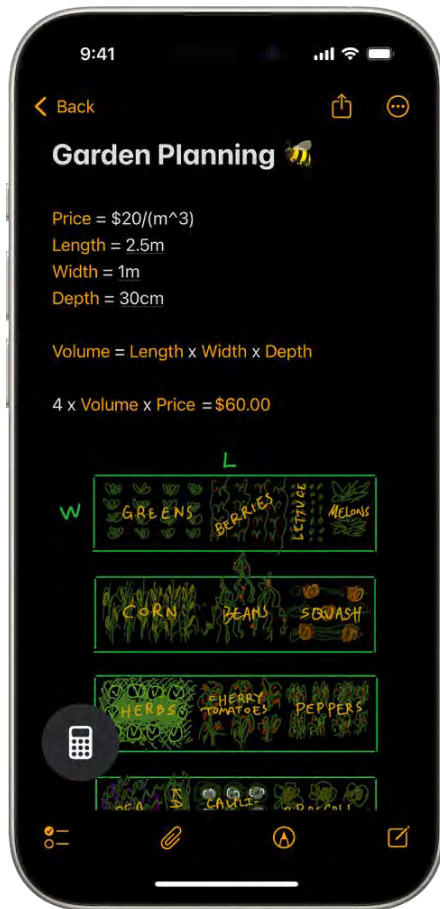 9:41
Back
Garden Planning 🐝
Price = $20/(m^3)
Length = 2.5m
Width = 1m
Depth = 30cm
Volume = Length x Width x Depth
4 x Volume x Price = $60.00
L
W
GREENS BERRIES LETTUCE MELONS
CORN BEANS SQUASH
HERBS CHERRY TOMATOES PEPPERS